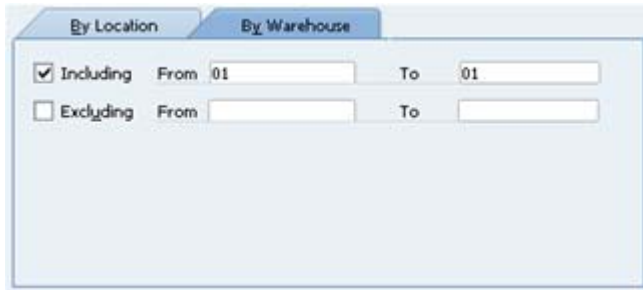 By Location By Warehouse
Including From 01 To 01
Excluding From To